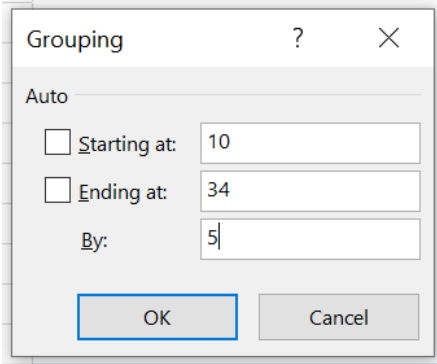 Grouping ?
Auto
Starting at: 10
Ending at: 34
By: 5
OK Cancel